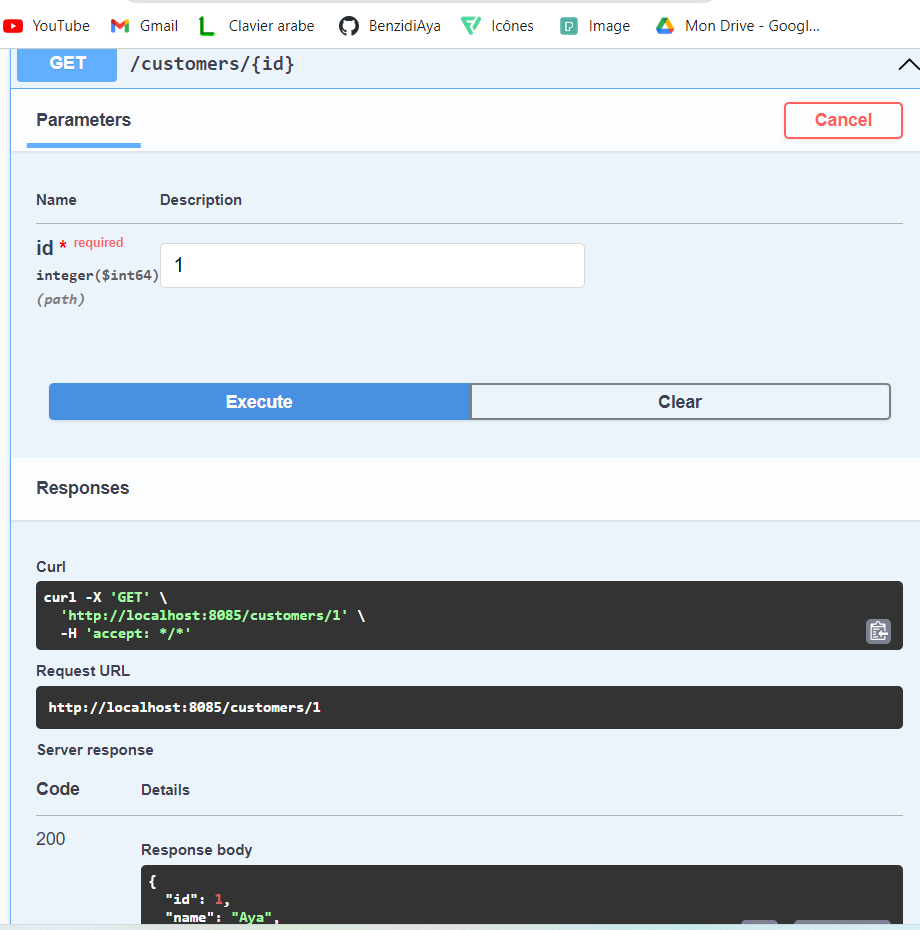 YouTube Gmail Clavier arabe BenzidiAya Icônes Image Mon Drive - Googl...
GET /customers/{id}
Parameters Cancel
Name Description
id * required 1
integer($int64)
(path)
Execute Clear
Responses
Curl
curl -X 'GET' \
'http://localhost:8085/customers/1' \
-H 'accept: */*'
Request URL
http://localhost:8085/customers/1
Server response
Code Details
200
Response body
{
"id": 1,
"name": "Aya",